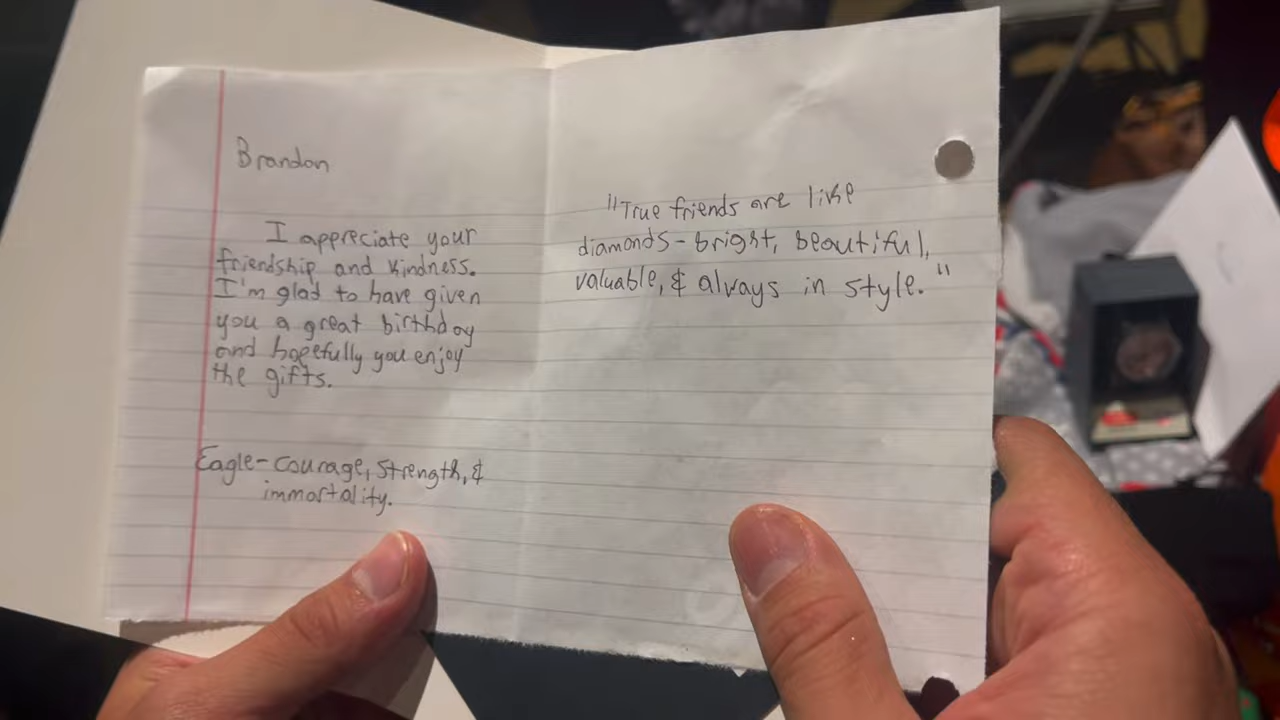 Brandon
I appreciate your
friendship and kindness.
I'm glad to have given
you a great birthday
and hopefully you enjoy
the gifts.
Eagle- courage, strength, &
immortality.
"True friends are like
diamonds - bright, beautiful,
valuable, & always in style."